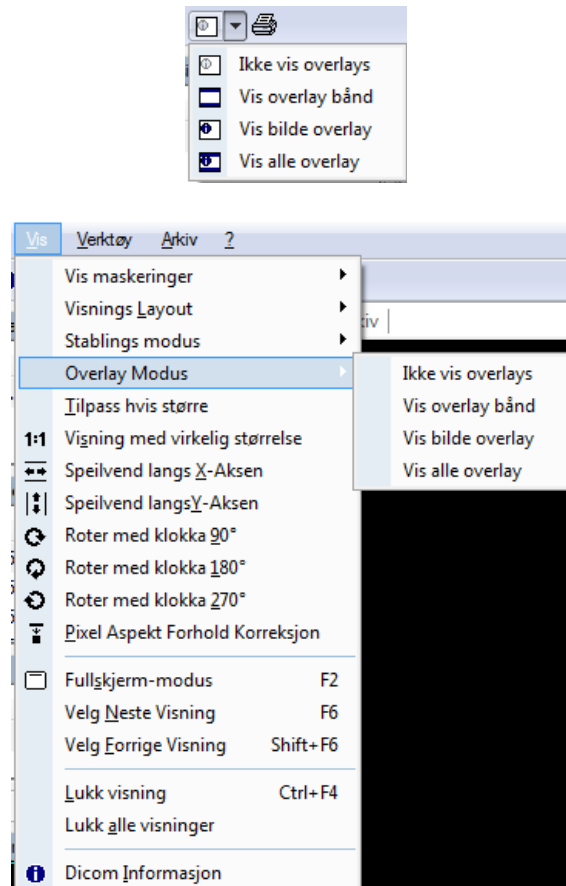 Ikke vis overlays
Vis overlay bånd
Vis bilde overlay
Vis alle overlay
Vis Verktøy Arkiv ?
Vis maskeringer
Visnings Layout
iv
Stablings modus
Overlay Modus
Ikke vis overlays
Tilpass hvis større
Vis overlay bånd
1:1 Visning med virkelig størrelse
Vis bilde overlay
Speilvend langs X-Aksen
Vis alle overlay
Speilvend langsY-Aksen
Roter med klokka 90°
Roter med klokka 180°
Roter med klokka 270°
Pixel Aspekt Forhold Korreksjon
Fullskjerm-modus F2
Velg Neste Visning F6
Velg Forrige Visning Shift+F6
Lukk visning Ctrl+F4
Lukk alle visninger
Dicom Informasjon